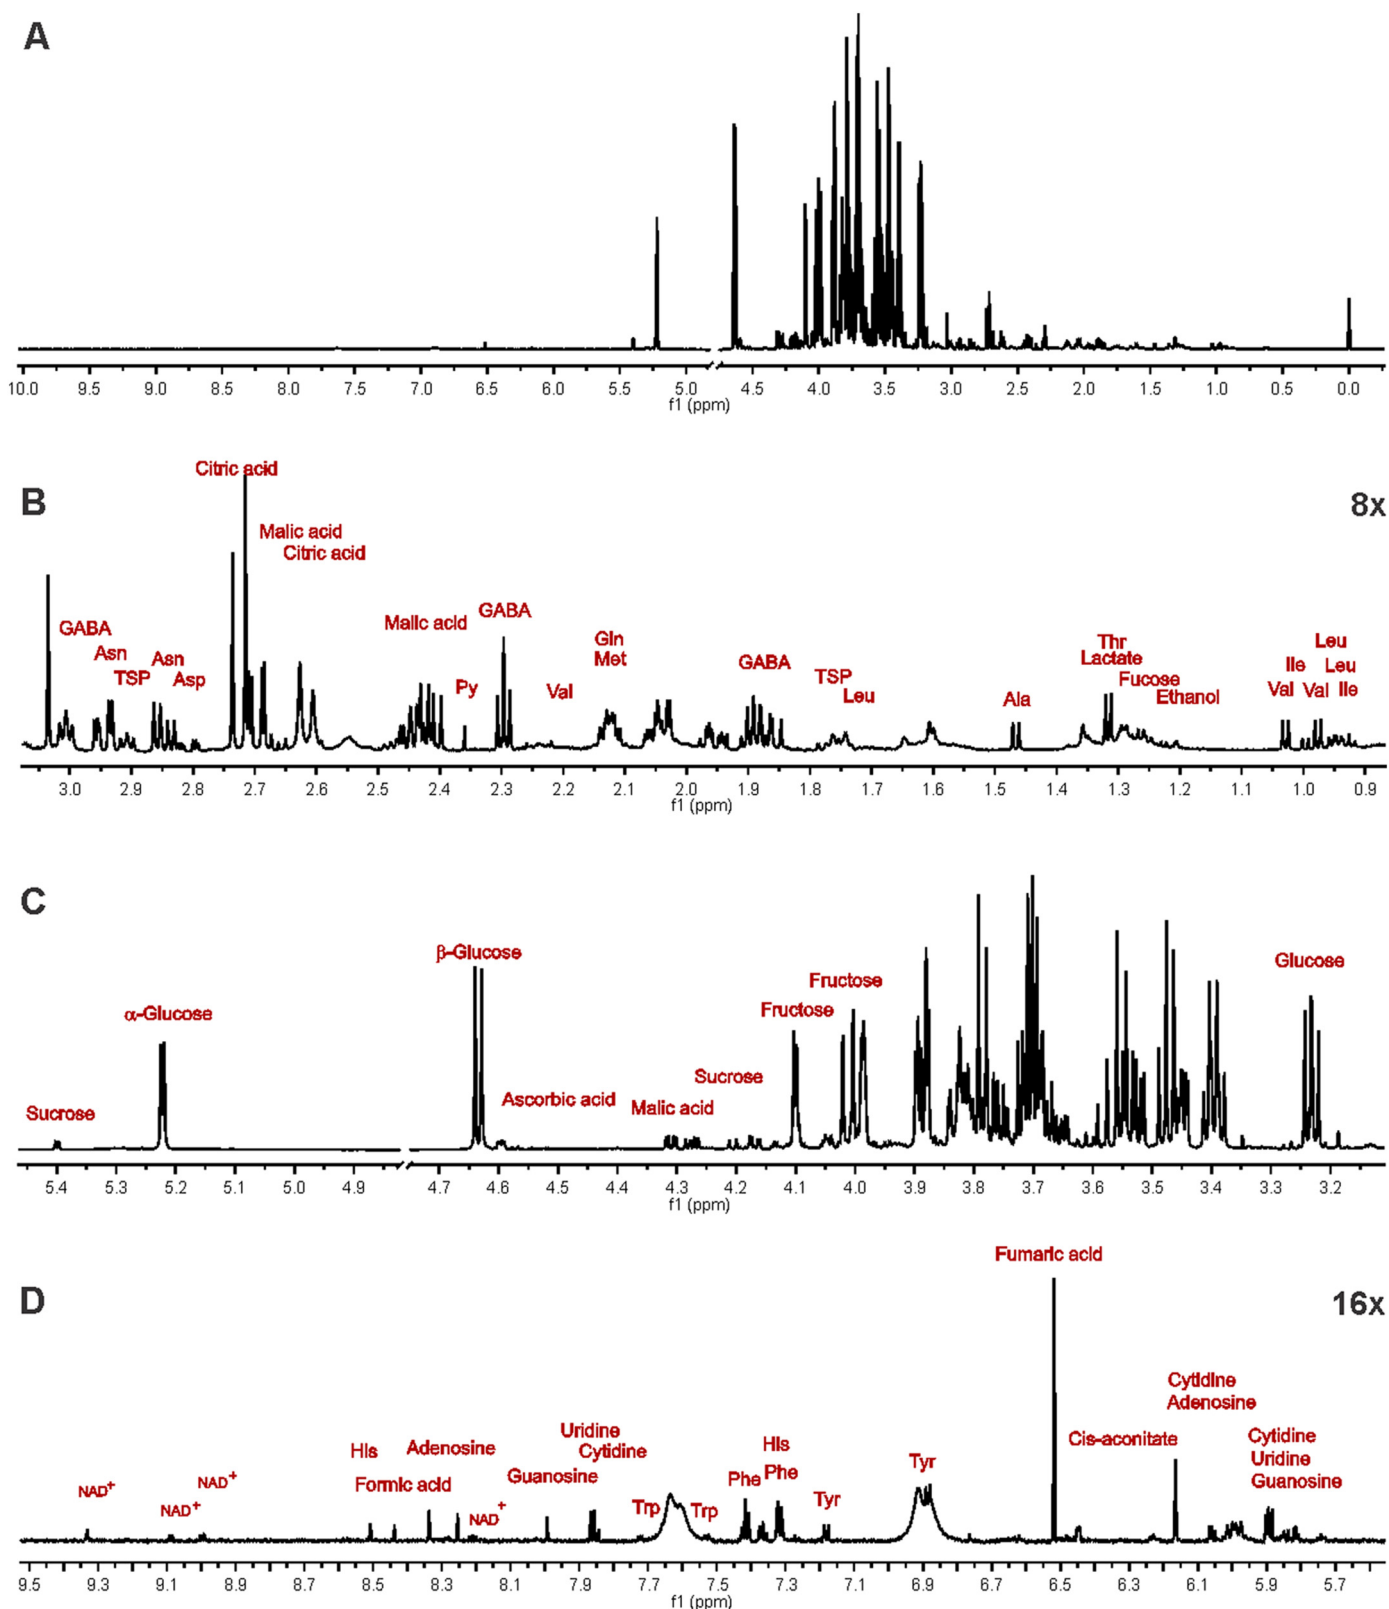 A
10.0 9.5 9.0 8.5 8.0 7.5 7.0 6.5 6.0 5.5 5.0 4.5 4.0 3.5 3.0 2.5 2.0 1.5 1.0 0.5 0.0
f1 (ppm)
B
8x
Citric acid
Malic acid
Citric acid
GABA
Asn
TSP
Asn
Asp
Malic acid
GABA
Py
Val
Gln
Met
GABA
TSP
Leu
Ala
Thr
Lactate
Fucose
Ethanol
Leu
Ile
Leu
Val
Val
Ile
3.0 2.9 2.8 2.7 2.6 2.5 2.4 2.3 2.2 2.1 2.0 1.9 1.8 1.7 1.6 1.5 1.4 1.3 1.2 1.1 1.0 0.9
f1 (ppm)
C
Sucrose
α-Glucose
β-Glucose
Ascorbic acid
Malic acid
Sucrose
Fructose
Fructose
Glucose
5.4 5.3 5.2 5.1 5.0 4.9 4.7 4.6 4.5 4.4 4.3 4.2 4.1 4.0 3.9 3.8 3.7 3.6 3.5 3.4 3.3 3.2
f1 (ppm)
D
16x
NAD+
NAD+
NAD+
His
Formic acid
Adenosine
NAD+
Guanosine
Uridine
Cytidine
Trp
Trp
Phe
His
Phe
Tyr
Tyr
Fumaric acid
Cis-aconitate
Cytidine
Adenosine
Cytidine
Uridine
Guanosine
9.5 9.3 9.1 8.9 8.5 8.3 8.1 7.9 7.7 7.5 7.3 7.1 6.9 6.7 6.5 6.3 6.1 5.9 5.7
f1 (ppm)